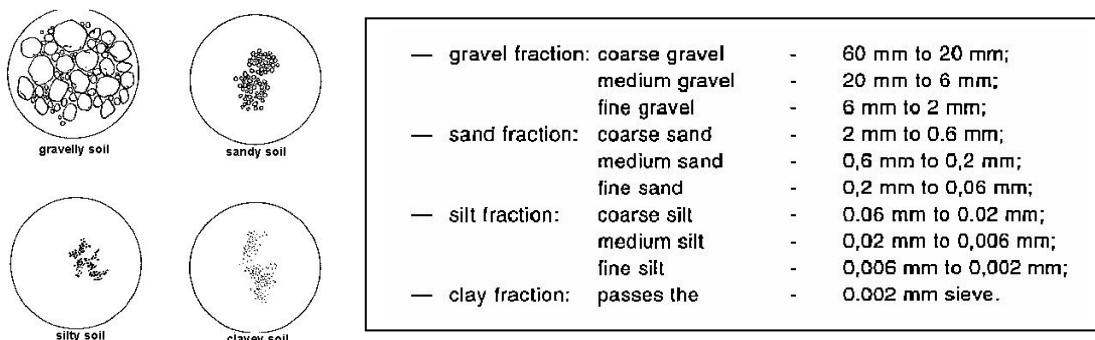 gravelly soil
sandy soil
silty soil
clayey soil
— gravel fraction: coarse gravel - 60 mm to 20 mm;
medium gravel - 20 mm to 6 mm;
fine gravel - 6 mm to 2 mm;
— sand fraction: coarse sand - 2 mm to 0.6 mm;
medium sand - 0,6 mm to 0,2 mm;
fine sand - 0,2 mm to 0,06 mm;
— silt fraction: coarse silt - 0.06 mm to 0.02 mm;
medium silt - 0,02 mm to 0,006 mm;
fine silt - 0,006 mm to 0,002 mm;
— clay fraction: passes the - 0.002 mm sieve.